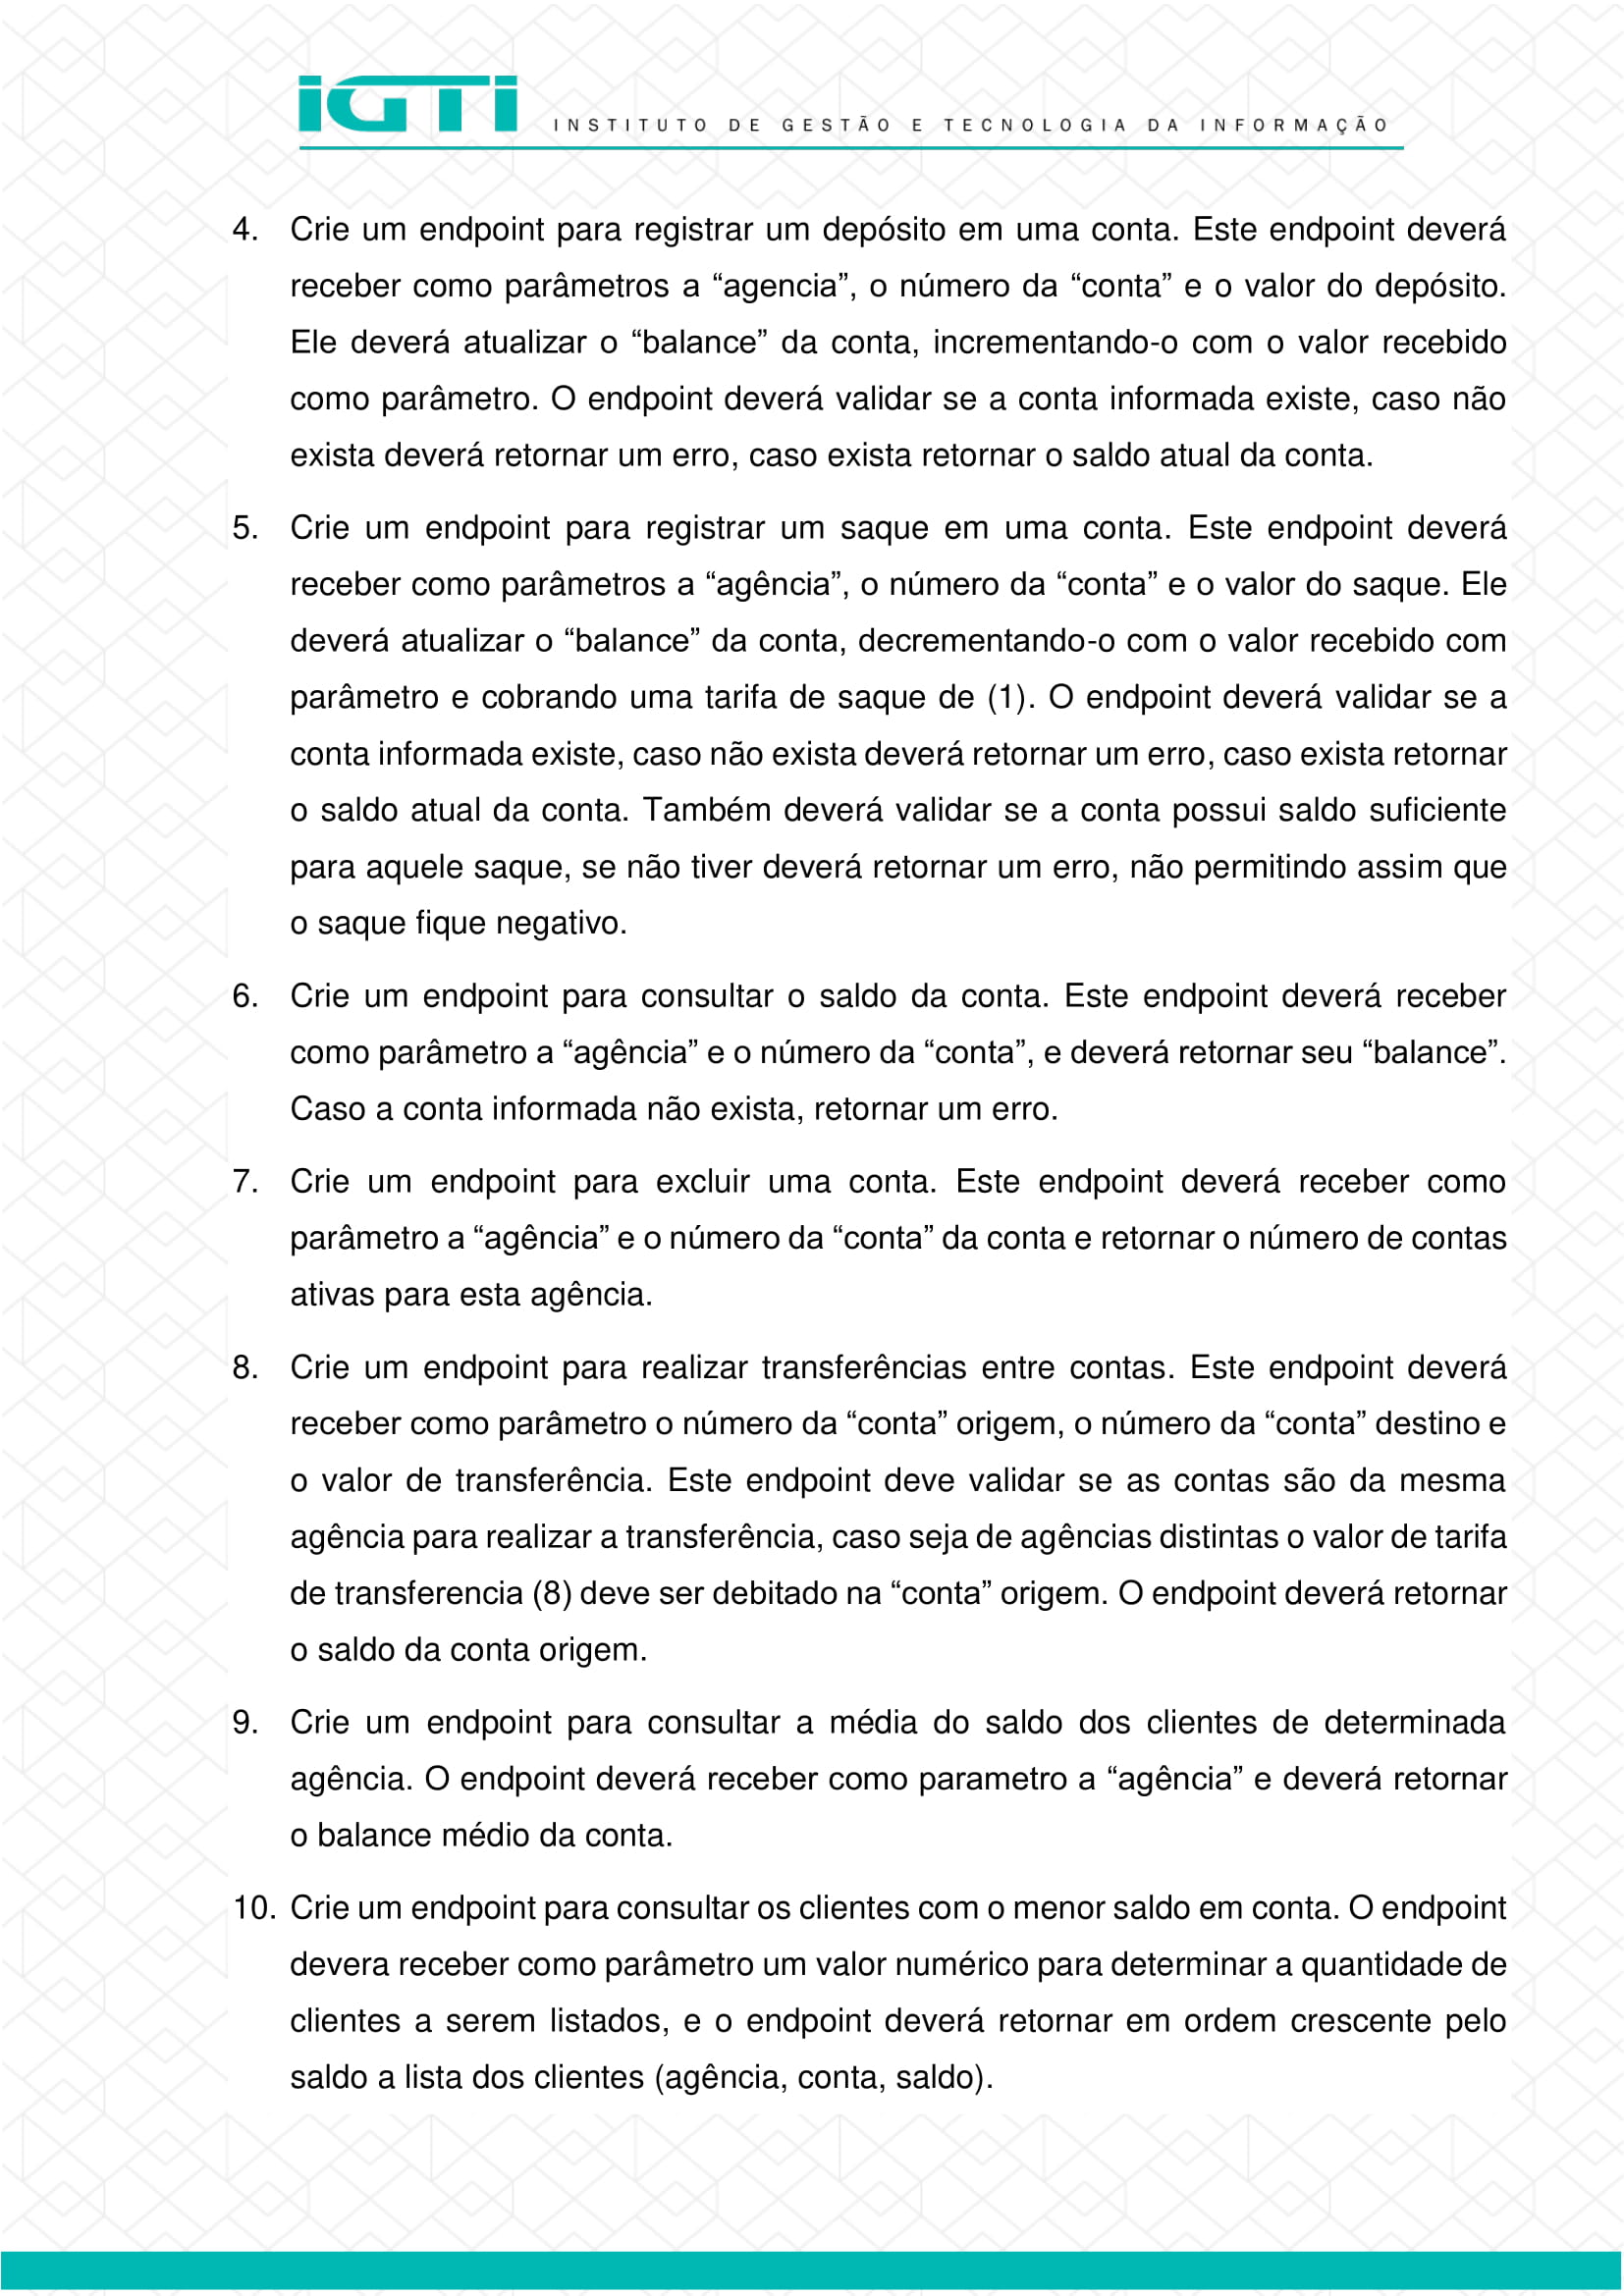 iGTi
INSTITUTO DE GESTÃO E TECNOLOGIA DA INFORMAÇÃO
4. Crie um endpoint para registrar um depósito em uma conta. Este endpoint deverá
receber como parâmetros a “agencia”, o número da “conta” e o valor do depósito.
Ele deverá atualizar o “balance” da conta, incrementando-o com o valor recebido
como parâmetro. O endpoint deverá validar se a conta informada existe, caso não
exista deverá retornar um erro, caso exista retornar o saldo atual da conta.
5. Crie um endpoint para registrar um saque em uma conta. Este endpoint deverá
receber como parâmetros a “agência”, o número da “conta” e o valor do saque. Ele
deverá atualizar o “balance” da conta, decrementando-o com o valor recebido com
parâmetro e cobrando uma tarifa de saque de (1). O endpoint deverá validar se a
conta informada existe, caso não exista deverá retornar um erro, caso exista retornar
o saldo atual da conta. Também deverá validar se a conta possui saldo suficiente
para aquele saque, se não tiver deverá retornar um erro, não permitindo assim que
o saque fique negativo.
6. Crie um endpoint para consultar o saldo da conta. Este endpoint deverá receber
como parâmetro a “agência” e o número da “conta”, e deverá retornar seu “balance”.
Caso a conta informada não exista, retornar um erro.
7. Crie um endpoint para excluir uma conta. Este endpoint deverá receber como
parâmetro a “agência” e o número da “conta” da conta e retornar o número de contas
ativas para esta agência.
8. Crie um endpoint para realizar transferências entre contas. Este endpoint deverá
receber como parâmetro o número da “conta” origem, o número da “conta” destino e
o valor de transferência. Este endpoint deve validar se as contas são da mesma
agência para realizar a transferência, caso seja de agências distintas o valor de tarifa
de transferencia (8) deve ser debitado na “conta” origem. O endpoint deverá retornar
o saldo da conta origem.
9. Crie um endpoint para consultar a média do saldo dos clientes de determinada
agência. O endpoint deverá receber como parametro a “agência” e deverá retornar
o balance médio da conta.
10. Crie um endpoint para consultar os clientes com o menor saldo em conta. O endpoint
devera receber como parâmetro um valor numérico para determinar a quantidade de
clientes a serem listados, e o endpoint deverá retornar em ordem crescente pelo
saldo a lista dos clientes (agência, conta, saldo).